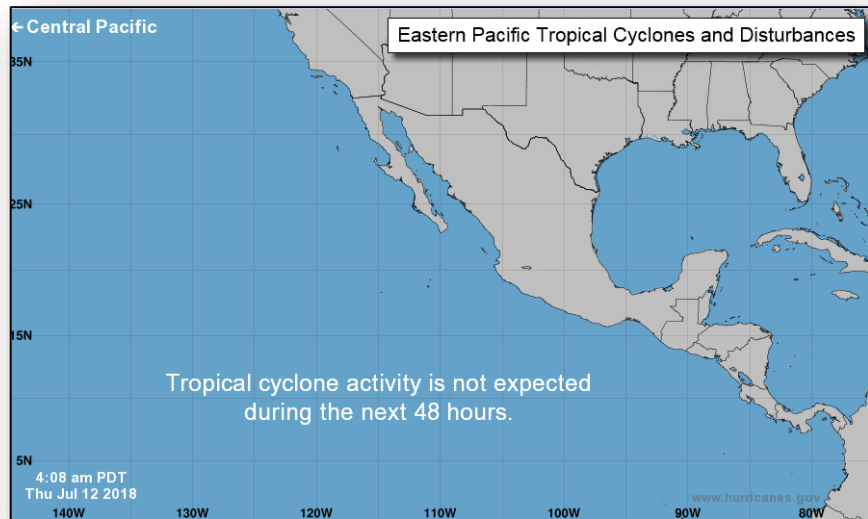 ← Central Pacific
Eastern Pacific Tropical Cyclones and Disturbances
35N
25N
15N
Tropical cyclone activity is not expected
during the next 48 hours.
5N
4:08 am PDT
Thu Jul 12 2018
www.hurricanes.gov
140W 130W 120W 110W 100W 90W 80W